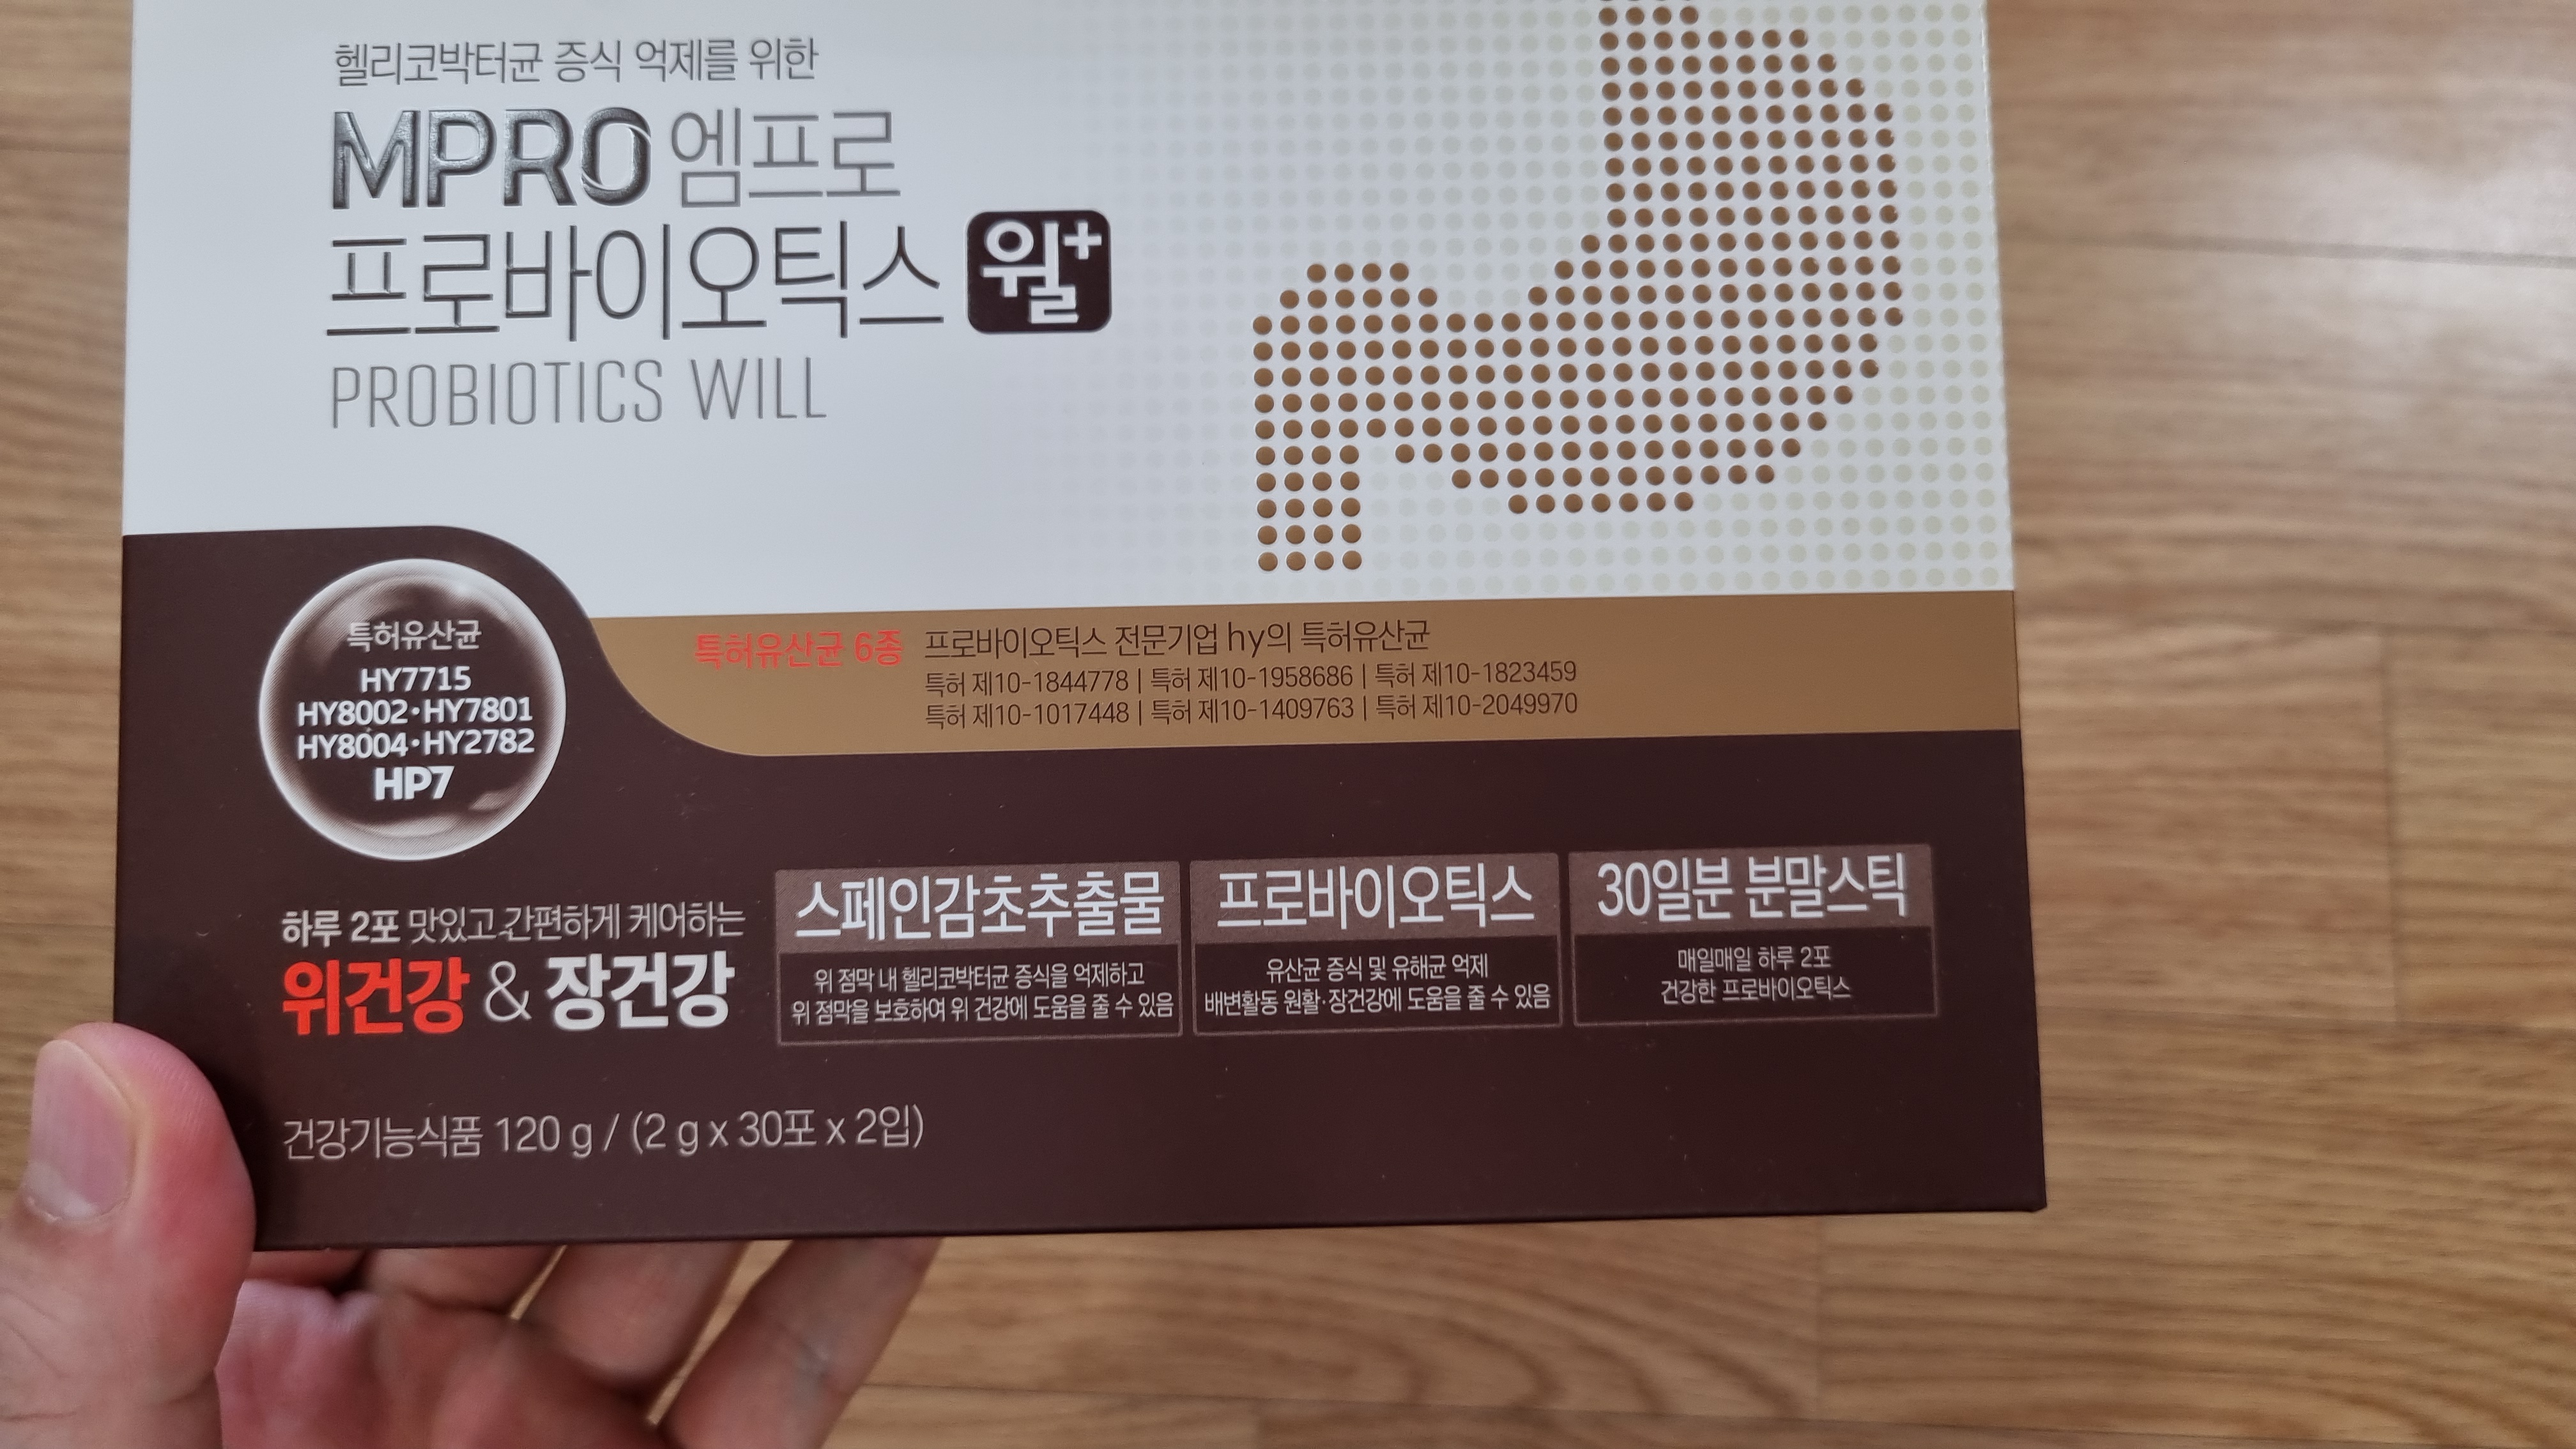 헬리코박터균 증식 억제를 위한
MPRO 엠프로
프로바이오틱스 윌+
PROBIOTICS WILL
특허유산균
HY7715
HY8002·HY7801
HY8004·HY2782
HP7
특허유산균 6종 프로바이오틱스 전문기업 hy의 특허유산균
특허 제10-1844778 | 특허 제10-1958686 | 특허 제10-1823459
특허 제10-1017448 | 특허 제10-1409763 | 특허 제10-2049970
하루 2포 맛있고 간편하게 케어하는
위건강 & 장건강
스페인감초추출물
위 점막 내 헬리코박터균 증식을 억제하고
위 점막을 보호하여 위 건강에 도움을 줄 수 있음
프로바이오틱스
유산균 증식 및 유해균 억제
배변활동 원활·장건강에 도움을 줄 수 있음
30일분 분말스틱
매일매일 하루 2포
건강한 프로바이오틱스
건강기능식품 120 g / (2 g x 30포 x 2입)